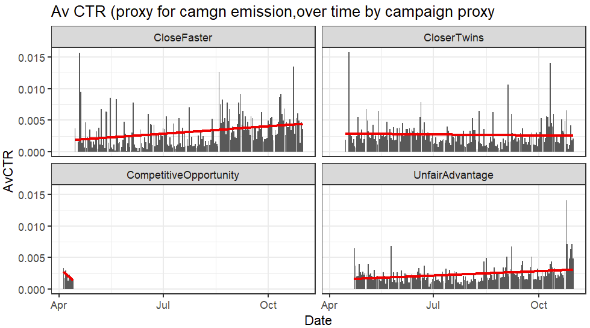 Av CTR (proxy for camgn emission,over time by campaign proxy
CloseFaster
CloserTwins
0.015
0.010
0.005
0.000
CompetitiveOpportunity
UnfairAdvantage
0.015
0.010
0.005
0.000
AvCTR
Apr
Jul
Oct
Apr
Jul
Oct
Date